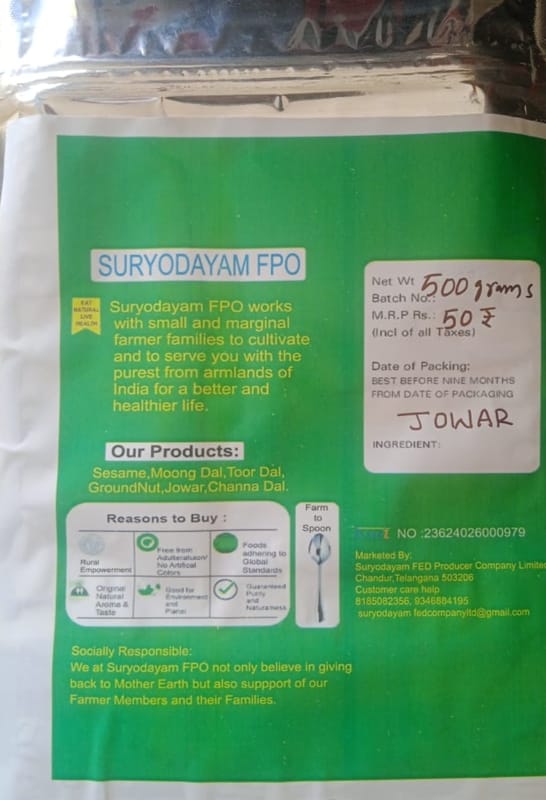 SURYODAYAM FPO
EAT
NATURAL
LIVE
HEALTH
Suryodayam FPO works
with small and marginal
farmer families to cultivate
and to serve you with the
purest from armlands of
India for a better and
healthier life.
Net Wt 500 grams
Batch No.:
M.R.P Rs.: 50 ₹
(Incl of all Taxes)
Date of Packing:
BEST BEFORE NINE MONTHS
FROM DATE OF PACKAGING
JOWAR
INGREDIENT:
Our Products:
Sesame,Moong Dal,Toor Dal,
GroundNut,Jowar,Channa Dal.
Reasons to Buy :
Rural
Empowerment
Free from
Adulteration/
No Artifical
Colors
Foods
adhering to
Global
Standards
Original
Natural
Aroma &
Taste
Good for
Environment
and
Planet
Guaranteed
Purity
and
Naturalness
Farm
to
Spoon
NO :23624026000979
Marketed By:
Suryodayam FED Producer Company Limite
Chandur,Telangana 503206
Customer care help
8185082356, 9346884195
suryodayam fedcompanyltd@gmail.com
Socially Responsible:
We at Suryodayam FPO not only believe in giving
back to Mother Earth but also suppport of our
Farmer Members and their Families.